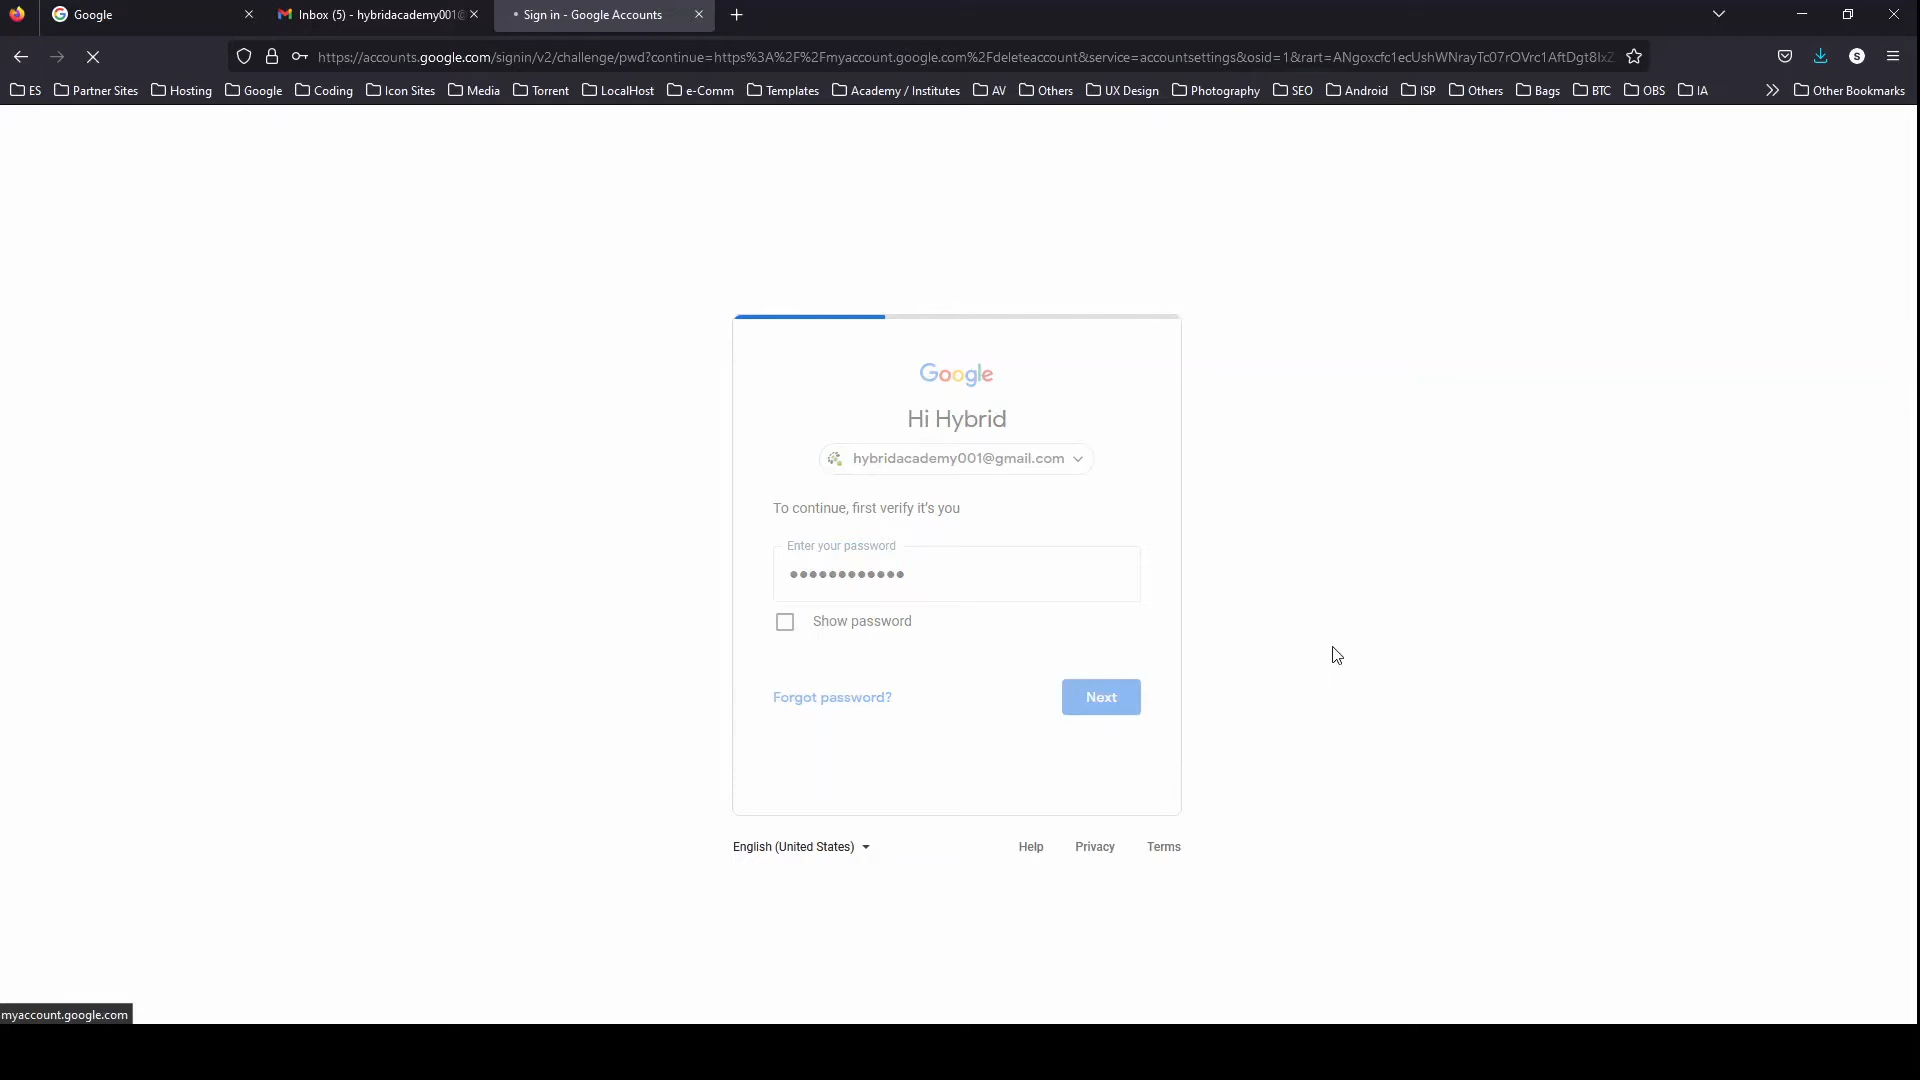 Google
Inbox (5) - hybridacademy001@
Sign in - Google Accounts
https://accounts.google.com/signin/v2/challenge/pwd?continue=https%3A%2F%2Fmyaccount.google.com%2Fdeleteaccount&service=accountsettings&osid=1&rart=ANgoxcfc1ecUshWNrayTc07rOVrc1AftDgt8IxZ
S
ES
Partner Sites
Hosting
Google
Coding
Icon Sites
Media
Torrent
LocalHost
e-Comm
Templates
Academy / Institutes
AV
Others
UX Design
Photography
SEO
Android
ISP
Others
Bags
BTC
OBS
IA
Other Bookmarks
Google
Hi Hybrid
hybridacademy001@gmail.com
To continue, first verify it's you
Enter your password
Show password
Forgot password?
Next
English (United States)
Help
Privacy
Terms
myaccount.google.com